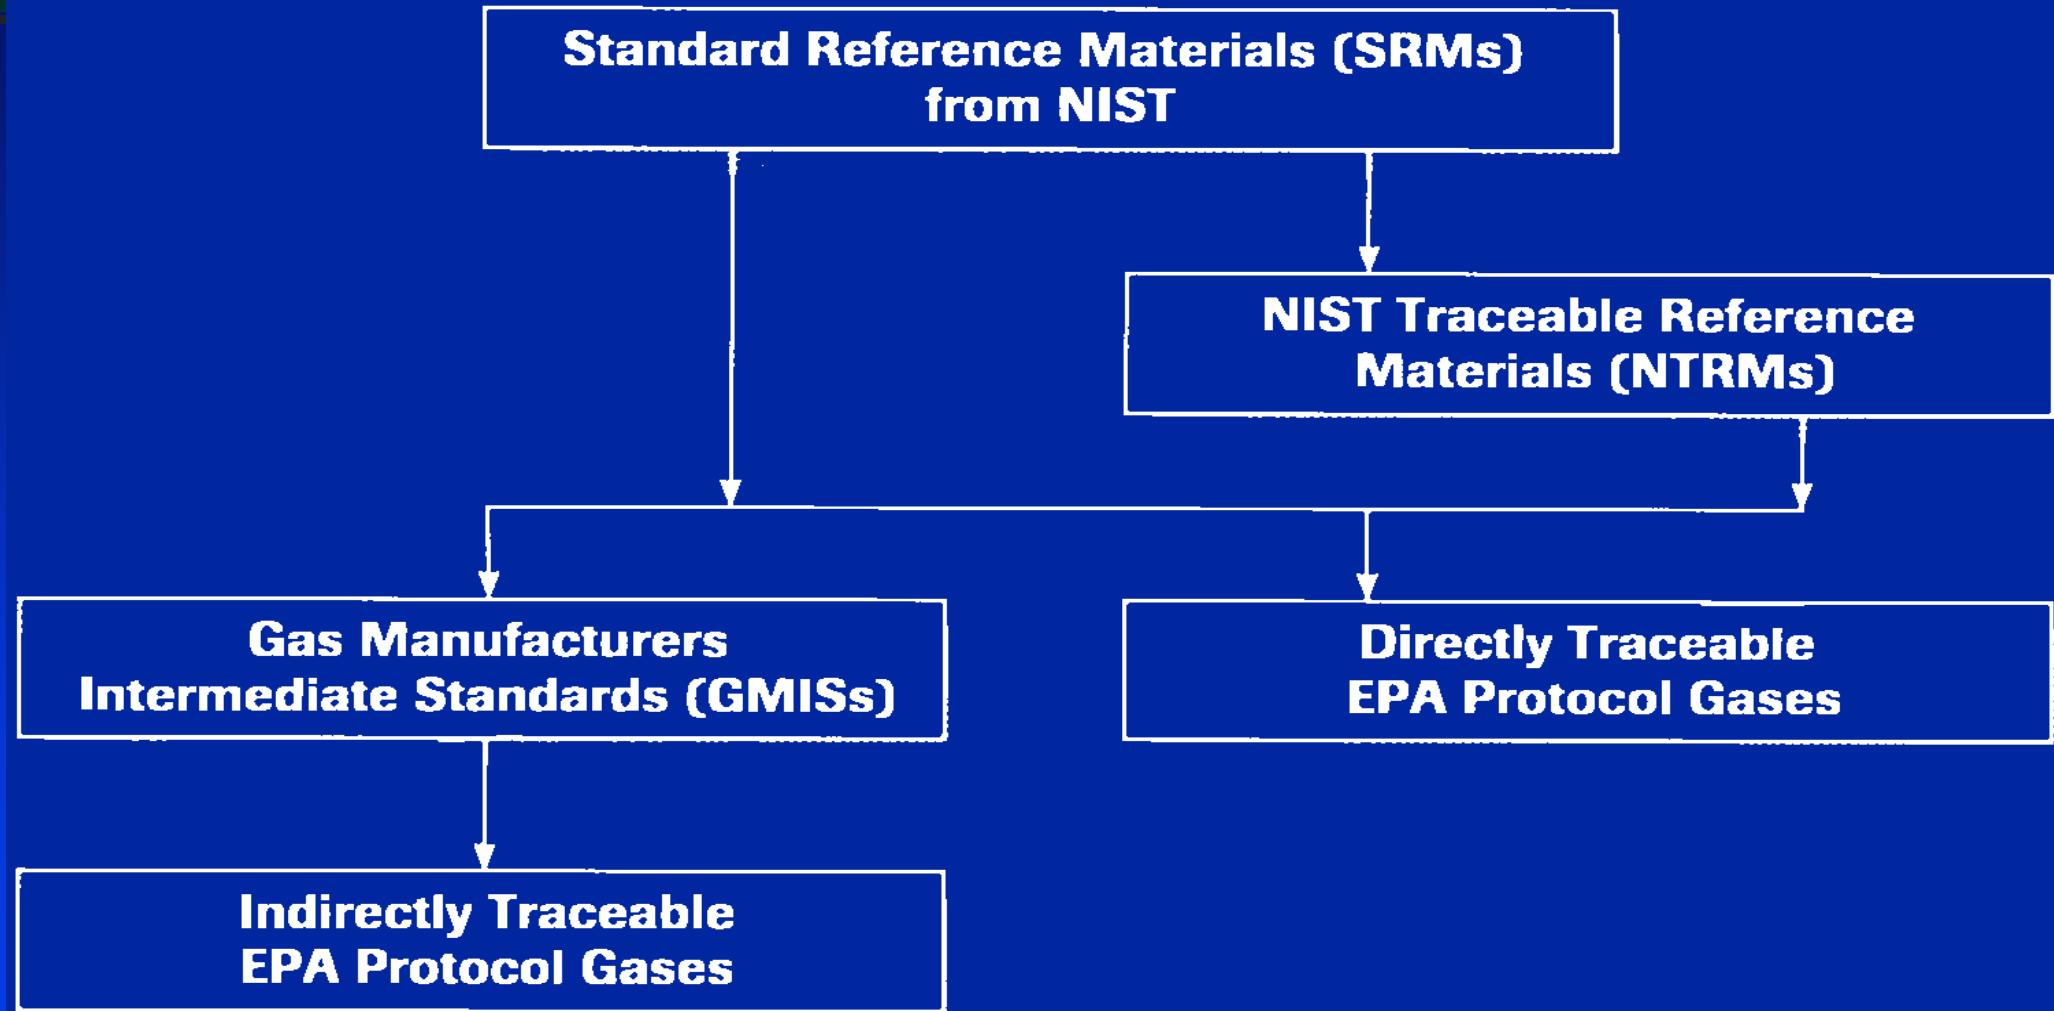 Standard Reference Materials (SRMs)
from NIST
NIST Traceable Reference
Materials (NTRMs)
Gas Manufacturers
Intermediate Standards (GMISs)
Directly Traceable
EPA Protocol Gases
Indirectly Traceable
EPA Protocol Gases